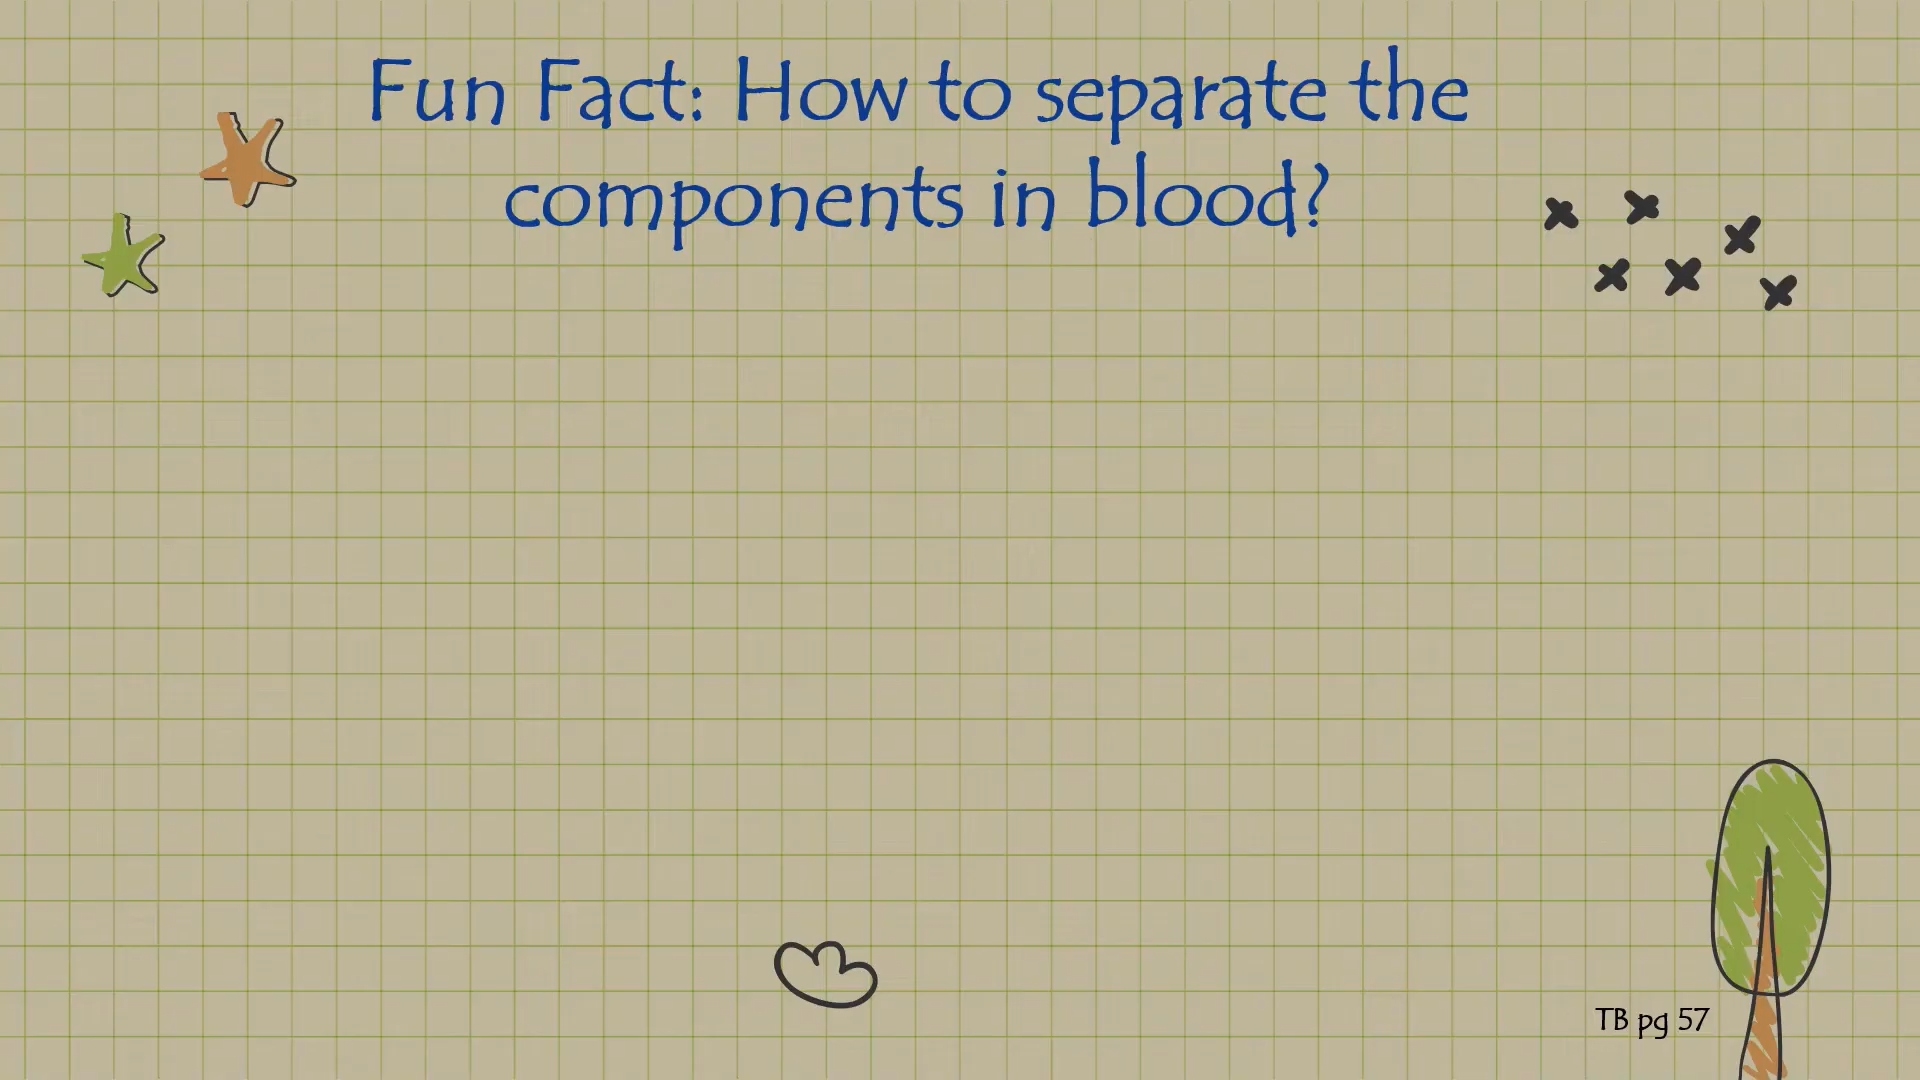 Fun Fact: How to separate the
components in blood?
TB pg 57